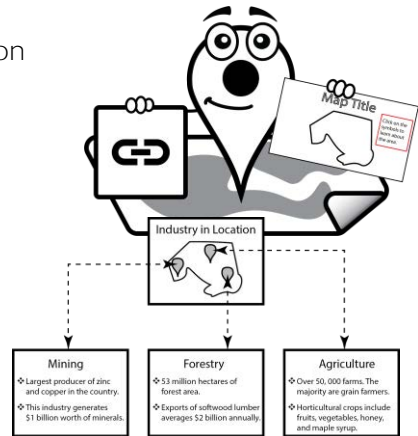 on
Map Title
Click on the
symbols to
learn about
the area.
Industry in Location
Mining
❖ Largest producer of zinc
and copper in the country.
❖ This industry generates
$1 billion worth of minerals.
Forestry
❖ 53 million hectares of
forest area.
❖ Exports of softwood lumber
averages $2 billion annually.
Agriculture
❖ Over 50, 000 farms. The
majority are grain farmers.
❖ Horticultural crops include
fruits, vegetables, honey,
and maple syrup.